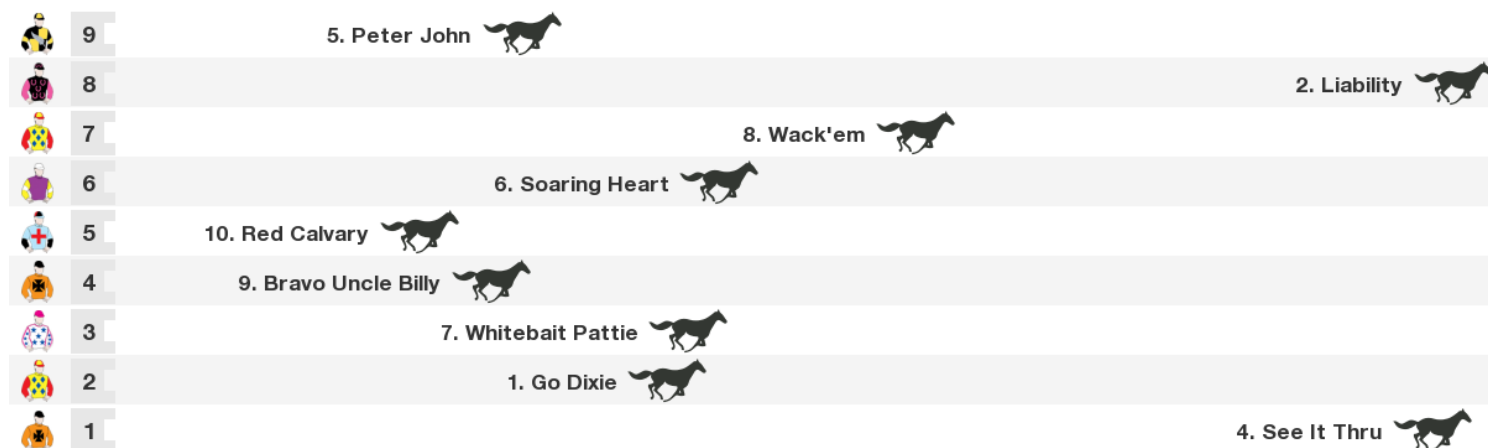 9 5. Peter John
8 2. Liability
7 8. Wack'em
6 6. Soaring Heart
5 10. Red Calvary
4 9. Bravo Uncle Billy
3 7. Whitebait Pattie
2 1. Go Dixie
1 4. See It Thru